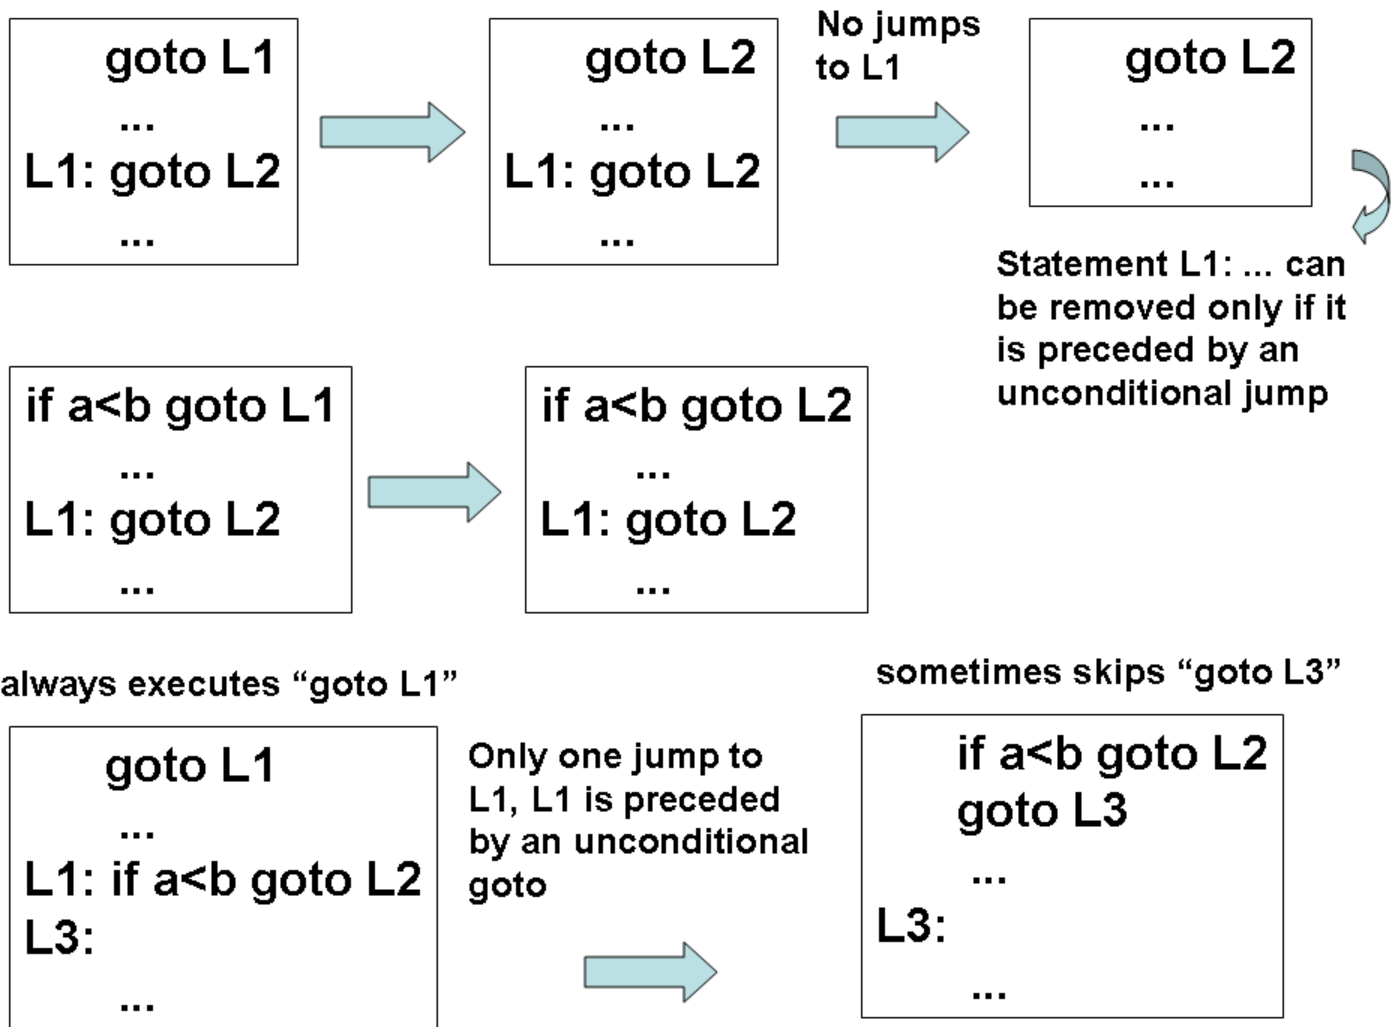 goto L1
...
L1: goto L2
...
goto L2
...
L1: goto L2
...
No jumps
to L1
goto L2
...
...
Statement L1: ... can
be removed only if it
is preceded by an
unconditional jump
if a<b goto L1
...
L1: goto L2
...
if a<b goto L2
...
L1: goto L2
...
always executes “goto L1”
goto L1
...
L1: if a<b goto L2
L3:
...
Only one jump to
L1, L1 is preceded
by an unconditional
goto
sometimes skips “goto L3”
if a<b goto L2
goto L3
...
L3:
...